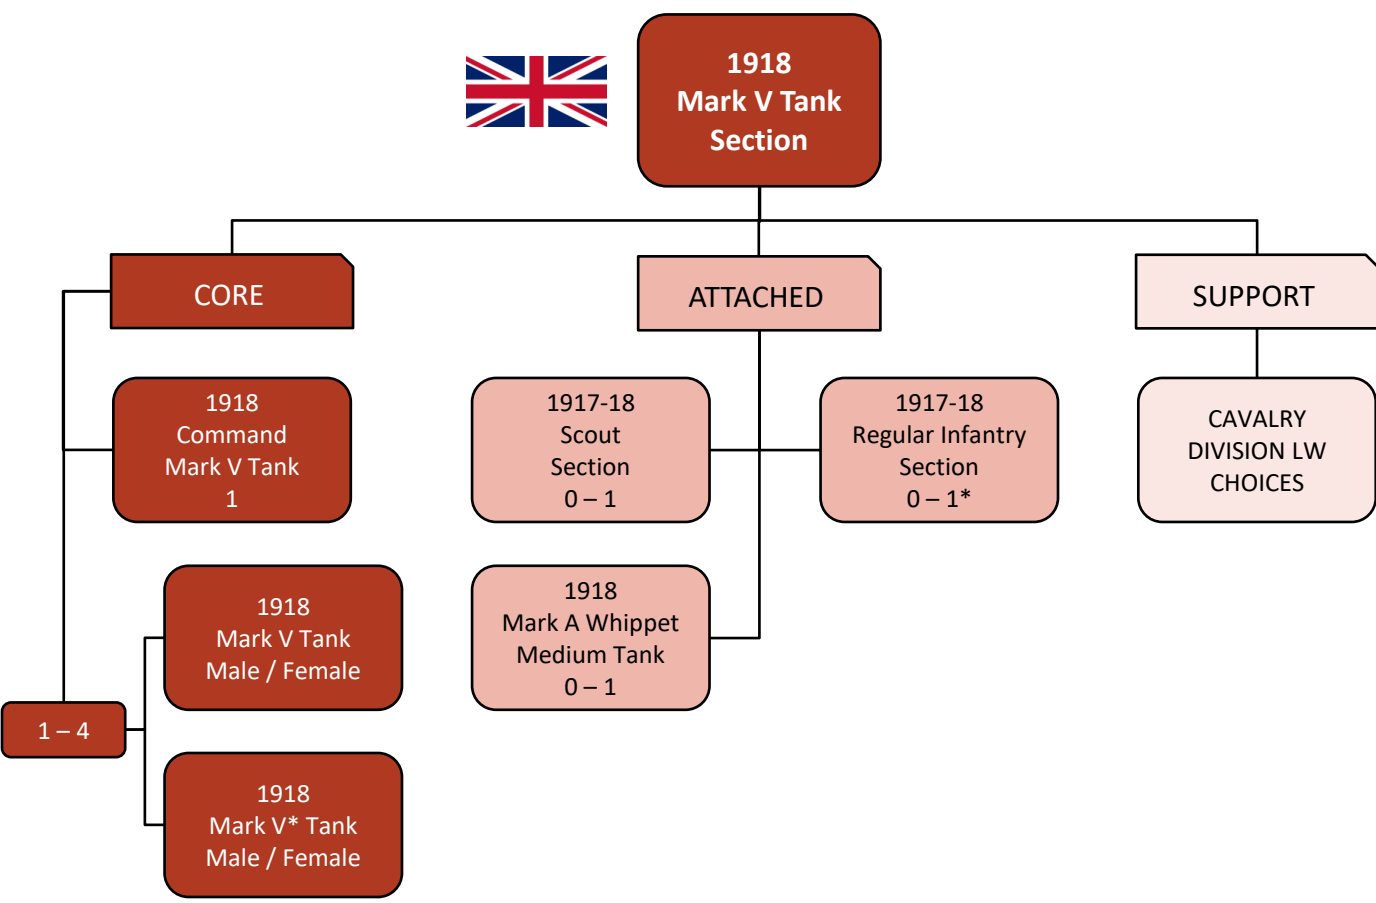 1918
Mark V Tank
Section
CORE
ATTACHED
SUPPORT
1918
Command
Mark V Tank
1
1917-18
Scout
Section
0 – 1
1917-18
Regular Infantry
Section
0 – 1*
CAVALRY
DIVISION LW
CHOICES
1918
Mark V Tank
Male / Female
1918
Mark A Whippet
Medium Tank
0 – 1
1 – 4
1918
Mark V* Tank
Male / Female